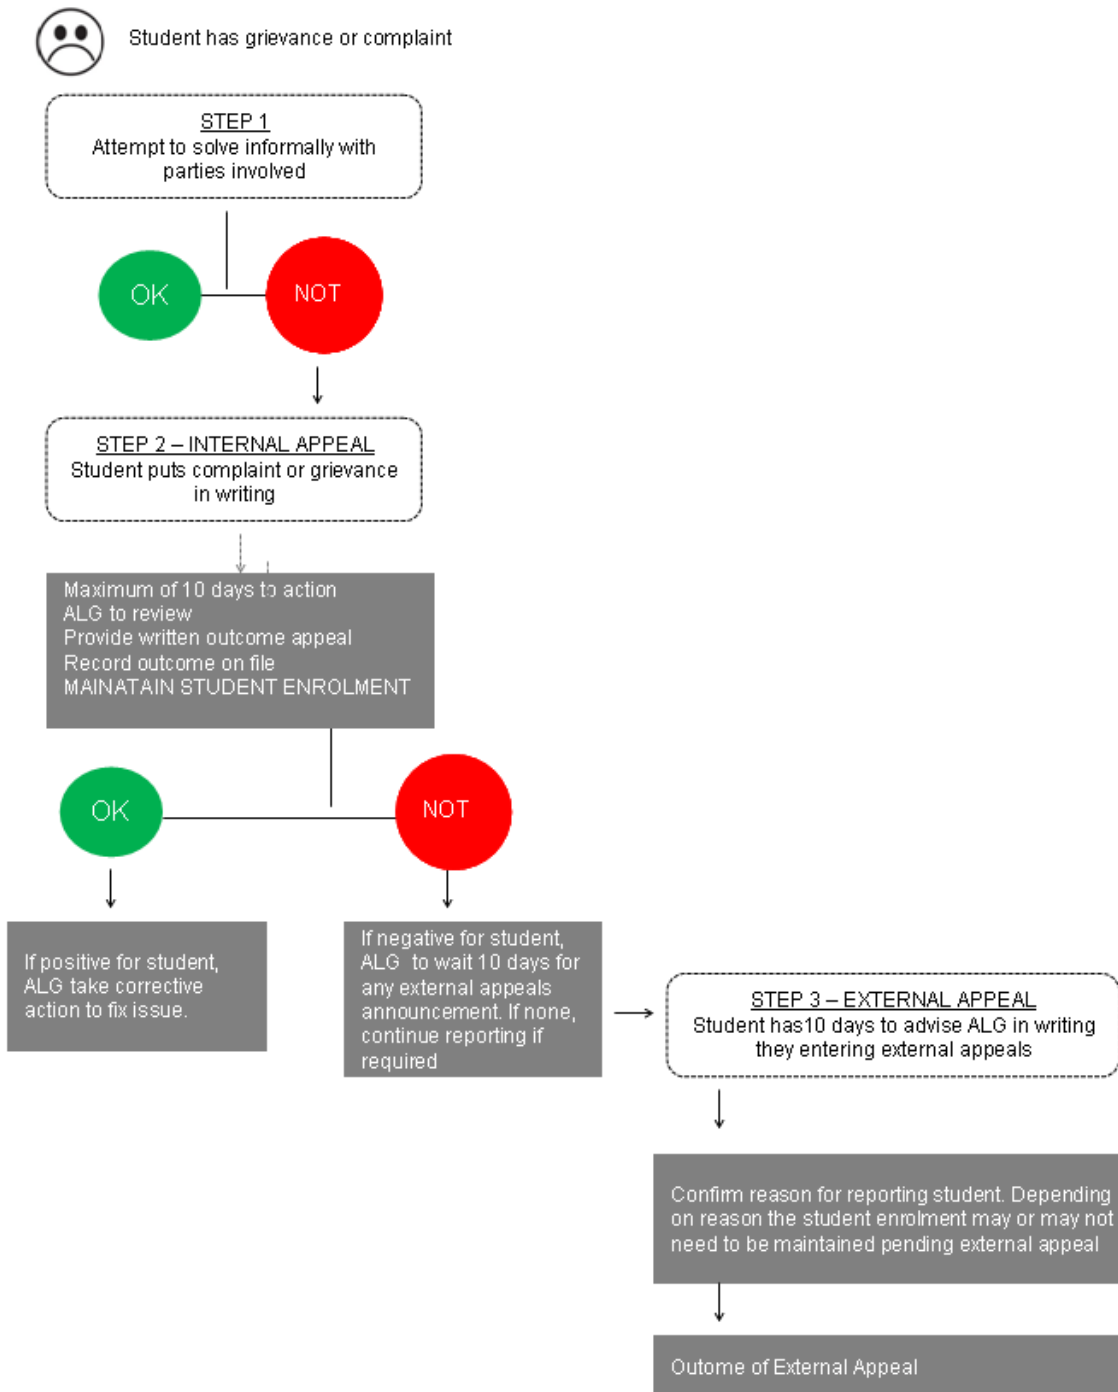 Student has grievance or complaint
STEP 1
Attempt to solve informally with
parties involved
OK
NOT
STEP 2 – INTERNAL APPEAL
Student puts complaint or grievance
in writing
Maximum of 10 days to action
ALG to review
Provide written outcome appeal
Record outcome on file
MAINATAIN STUDENT ENROLMENT
OK
NOT
If positive for student,
ALG take corrective
action to fix issue.
If negative for student,
ALG to wait 10 days for
any external appeals
announcement. If none,
continue reporting if
required
STEP 3 – EXTERNAL APPEAL
Student has10 days to advise ALG in writing
they entering external appeals
Confirm reason for reporting student. Depending
on reason the student enrolment may or may not
need to be maintained pending external appeal
Outome of External Appeal